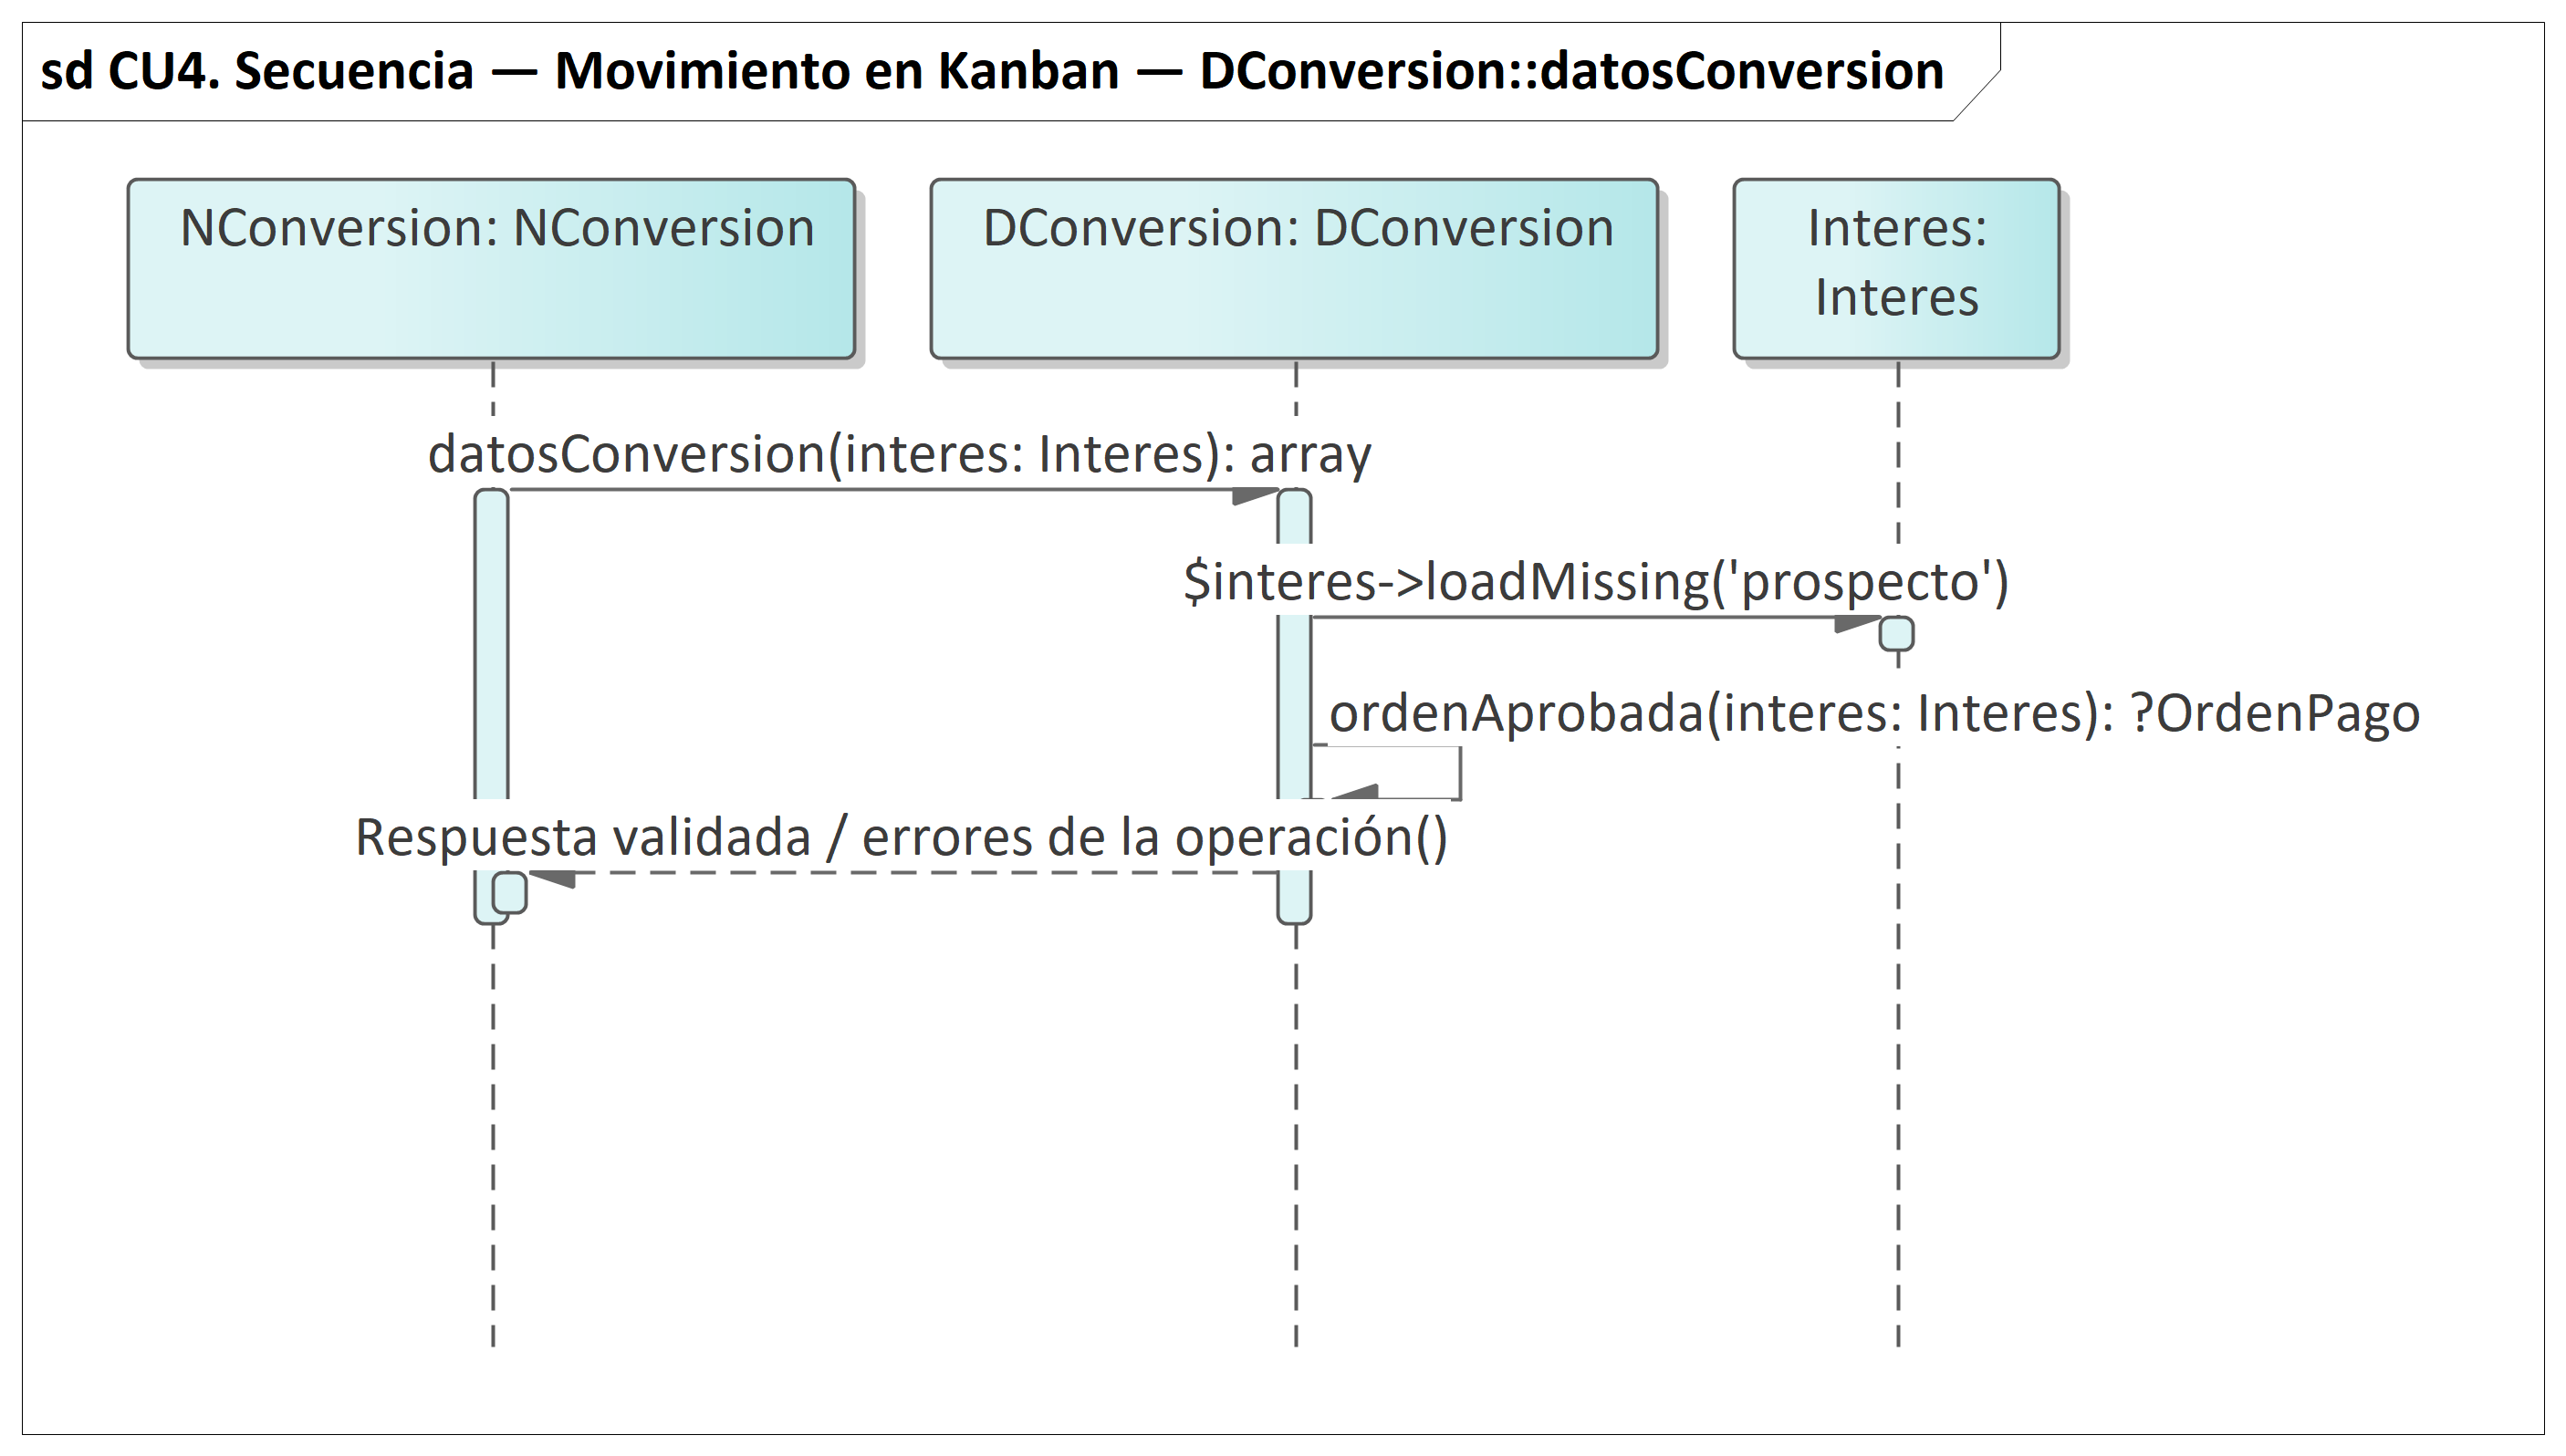 sd CU4. Secuencia — Movimiento en Kanban — DConversion::datosConversion
NConversion: NConversion
DConversion: DConversion
Interes:
Interes
datosConversion(interes: Interes): array
$interes->loadMissing('prospecto')
ordenAprobada(interes: Interes): ?OrdenPago
Respuesta validada / errores de la operación()